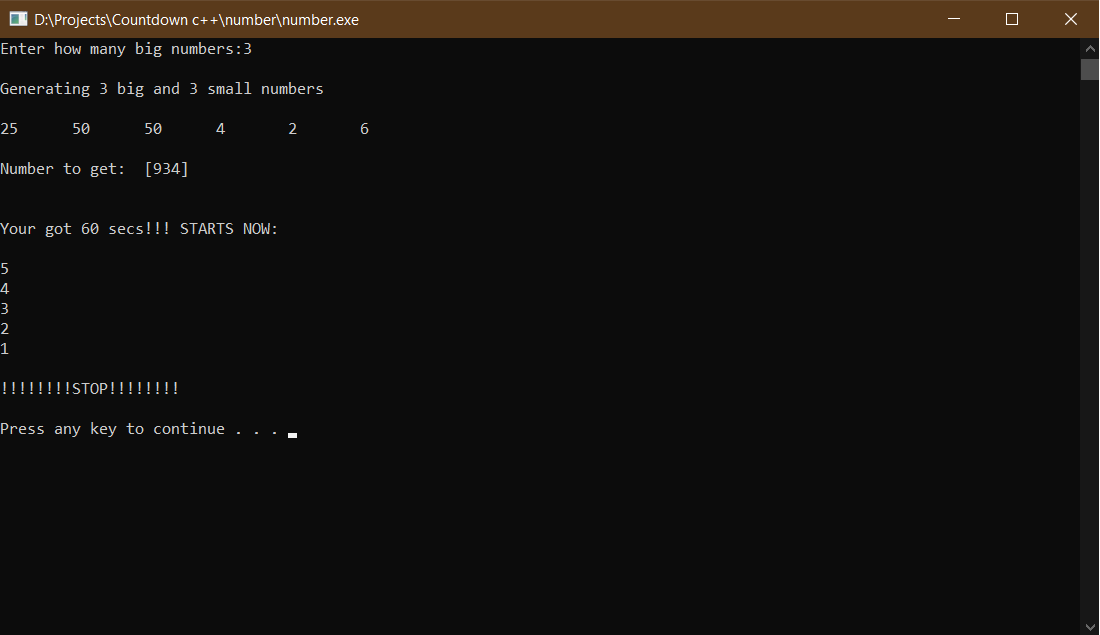 D:\Projects\Countdown c++\number\number.exe
Enter how many big numbers:3
Generating 3 big and 3 small numbers
25 50 50 4 2 6
Number to get: [934]
Your got 60 secs!!! STARTS NOW:
5
4
3
2
1
!!!!!!!!STOP!!!!!!!!
Press any key to continue . . .